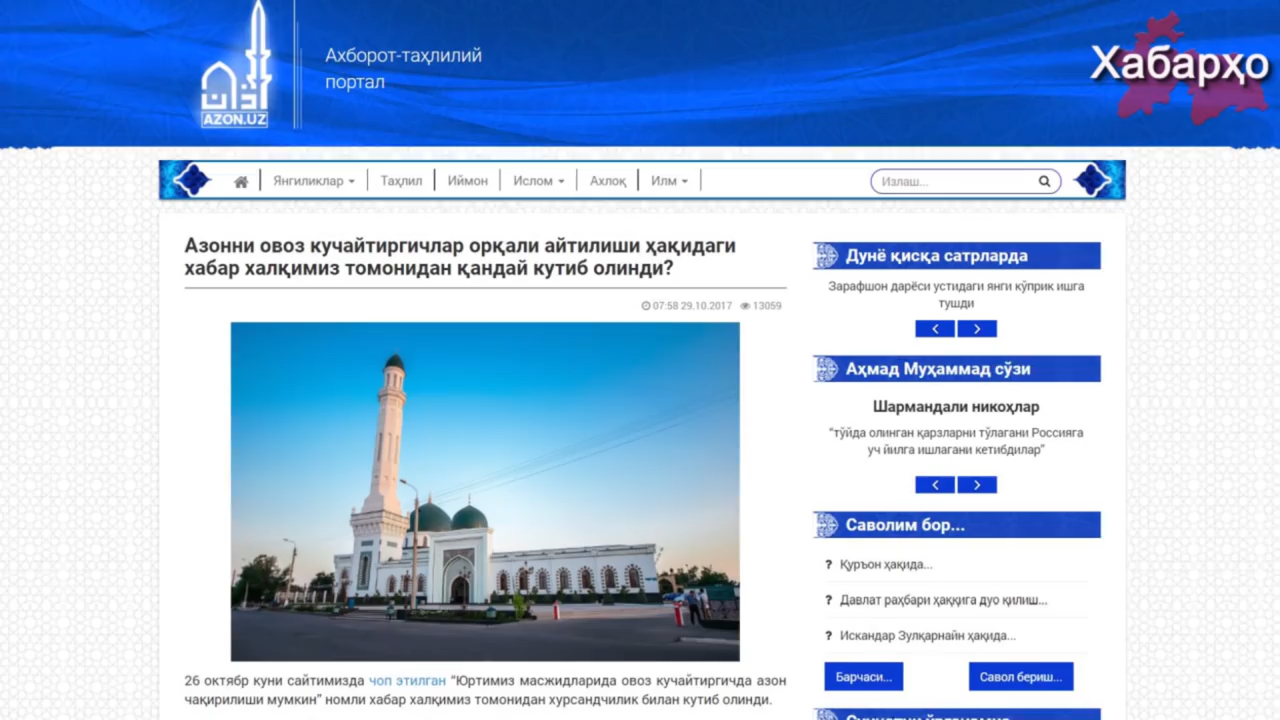 Ахборот-таҳлилий
портал
Хабарҳо
AZON.UZ
Янгиликлар
Таҳлил
Иймон
Ислом
Ахлоқ
Илм
Излаш...
Азонни овоз кучайтиргичлар орқали айтилиши ҳақидаги
хабар халқимиз томонидан қандай кутиб олинди?
07:58 29.10.2017 13059
26 октябр куни сайтимизда чоп этилган “Юртимиз масжидларида овоз кучайтиргичда азон
чақирилиши мумкин” номли хабар халқимиз томонидан хурсандчилик билан кутиб олинди.
Дунё қисқа сатрларда
Зарафшон дарёси устидаги янги кўприк ишга
тушди
Аҳмад Муҳаммад сўзи
Шармандали никоҳлар
“тўйда олинган қарзларни тўлагани Россияга
уч йилга ишлагани кетибдилар”
Саволим бор...
? Қуръон ҳақида...
? Давлат раҳбари ҳаққига дуо қилиш...
? Искандар Зулқарнайн ҳақида...
Барчаси...
Савол бериш...